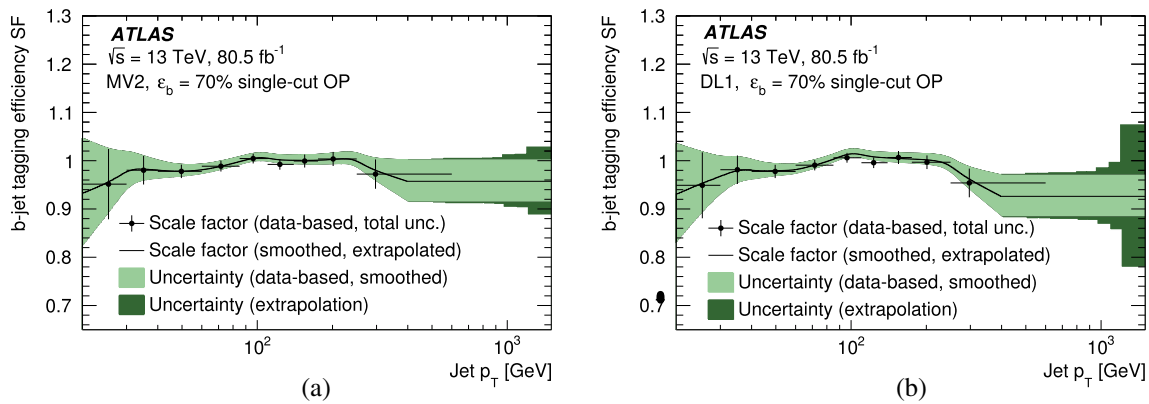 b-jet tagging efficiency SF
1.3
1.2
1.1
1
0.9
0.8
0.7
ATLAS
√s = 13 TeV, 80.5 fb⁻¹
MV2, ε_b = 70% single-cut OP
Scale factor (data-based, total unc.)
Scale factor (smoothed, extrapolated)
Uncertainty (data-based, smoothed)
Uncertainty (extrapolation)
10²
10³
Jet p_T [GeV]
(a)
b-jet tagging efficiency SF
1.3
1.2
1.1
1
0.9
0.8
0.7
ATLAS
√s = 13 TeV, 80.5 fb⁻¹
DL1, ε_b = 70% single-cut OP
Scale factor (data-based, total unc.)
Scale factor (smoothed, extrapolated)
Uncertainty (data-based, smoothed)
Uncertainty (extrapolation)
10²
10³
Jet p_T [GeV]
(b)